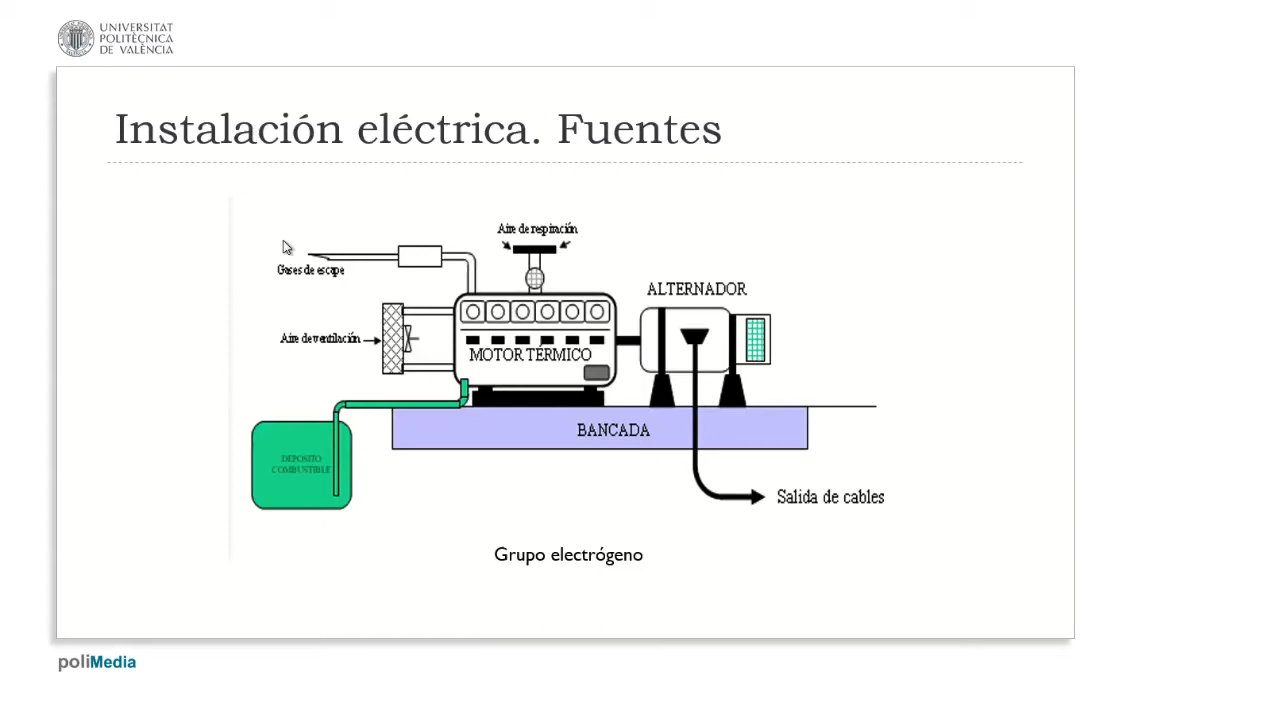 UNIVERSITAT
POLITÈCNICA
DE VALÈNCIA
Instalación eléctrica. Fuentes
Aire de respiración
Gases de escape
ALTERNADOR
Aire de ventilación
MOTOR TÉRMICO
BANCADA
DEPOSITO
COMBUSTIBLE
Salida de cables
Grupo electrógeno
poliMedia